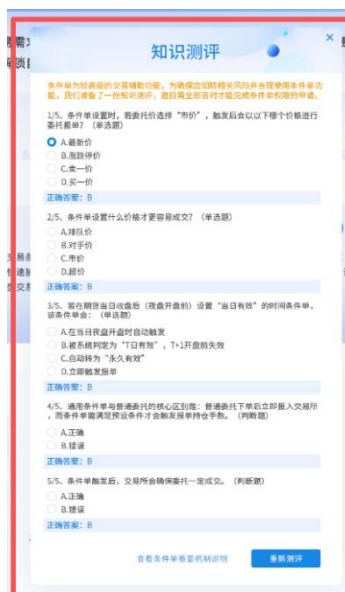 知识测评
×
条件单为较高级的交易辅助功能，为确保您知晓相关风险并合理使用条件单功
能，我们准备了一份知识测评，题目需全部答对才能完成条件单权限的申请。
1/5、条件单设置时，若委托价选择“市价”，触发后会以以下哪个价格进行
委托报单？（单选题）
A.最新价
B.涨跌停价
C.卖一价
D.买一价
正确答案：B
2/5、条件单设置什么价格才更容易成交？（单选题）
A.排队价
B.对手价
C.市价
D.超价
正确答案：B
3/5、若在期货当日收盘后（夜盘开盘前）设置“当日有效”的时间条件单，
该条件单会：（单选题）
A.在当日夜盘开盘时自动触发
B.被系统判定为“T日有效”，T+1开盘前失效
C.自动转为“永久有效”
D.立即触发报单
正确答案：B
4/5、通用条件单与普通委托的核心区别是：普通委托下单后立即报入交易所
，而条件单需满足预设条件才会触发报单持仓手数。（判断题）
A.正确
B.错误
正确答案：B
5/5、条件单触发后，交易所会确保委托一定成交。（判断题）
A.正确
B.错误
正确答案：B
查看条件单重要机制说明
重新测评